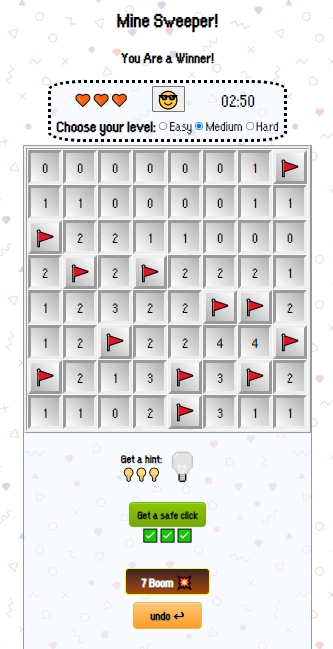 Mine Sweeper!
You Are a Winner!
02:50
Choose your level: Easy Medium Hard
0 0 0 0 0 0 1
1 1 0 0 0 0 1 1
2 2 1 1 0 0 0
2 2 2 2 1
1 2 3 2 2 2
1 2 2 2 4 4
2 1 3 3 2
1 1 0 2 3 1 1
Get a hint:
Get a safe click
7 Boom
undo